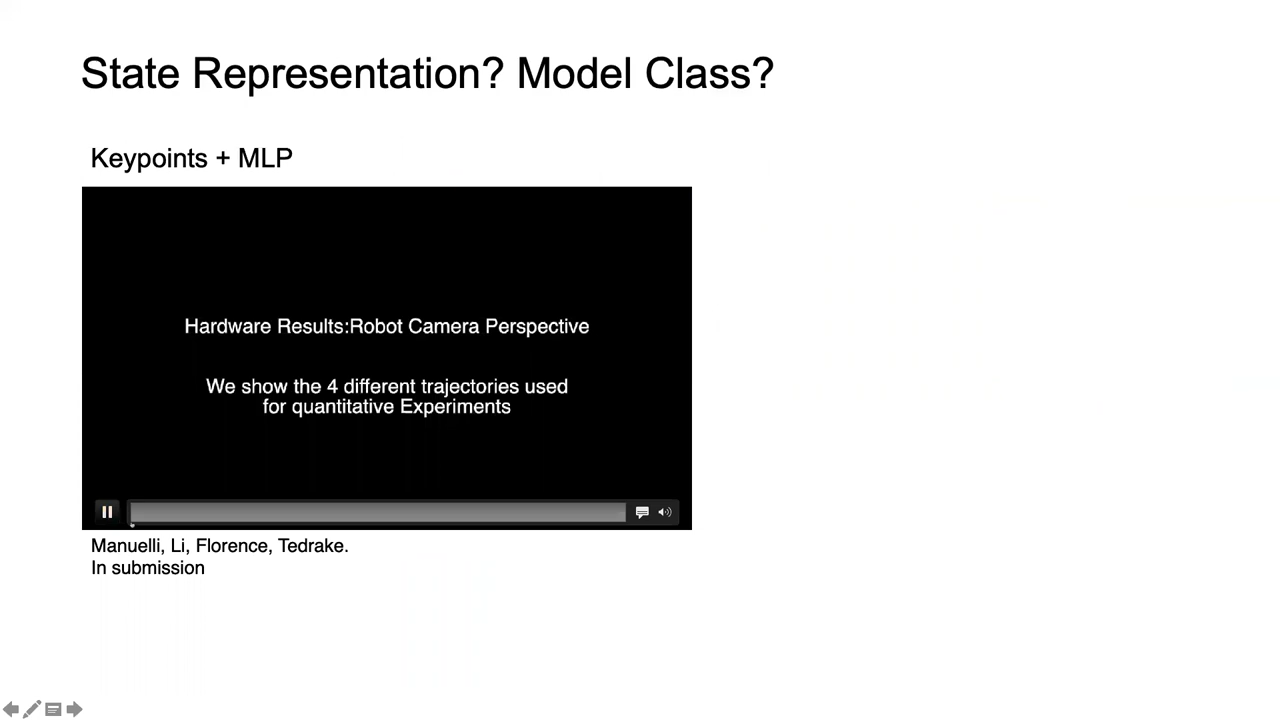 State Representation? Model Class?
Keypoints + MLP
Hardware Results:Robot Camera Perspective
We show the 4 different trajectories used
for quantitative Experiments
Manuelli, Li, Florence, Tedrake.
In submission